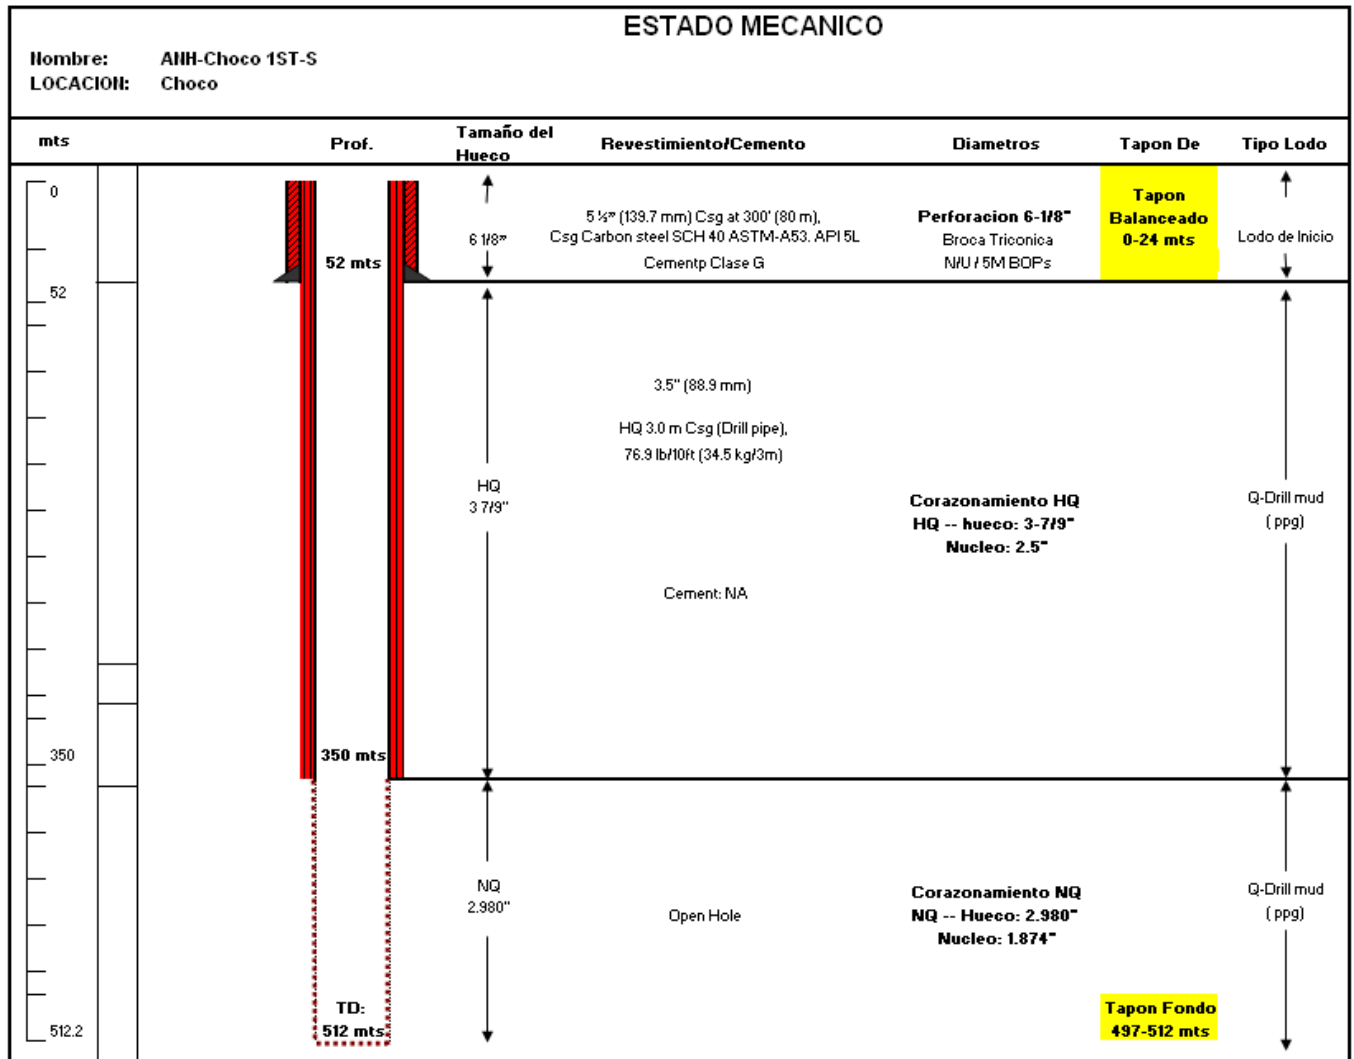 ESTADO MECANICO
Nombre: ANH-Choco 1ST-S
LOCACION: Choco
mts Prof. Tamaño del Hueco Revestimiento/Cemento Diametros Tapon De Tipo Lodo
0
52 mts
6 1/8"
5 ½" (139.7 mm) Csg at 300' (80 m),
Csg Carbon steel SCH 40 ASTM-A53. API 5L
Cementp Clase G
Perforacion 6-1/8"
Broca Triconica
N/U / 5M BOPs
Tapon
Balanceado
0-24 mts
Lodo de Inicio
52
HQ
3 7/9"
3.5" (88.9 mm)
HQ 3.0 m Csg (Drill pipe),
76.9 lb/10ft (34.5 kg/3m)
Cement: NA
Corazonamiento HQ
HQ -- hueco: 3-7/9"
Nucleo: 2.5"
Q-Drill mud
( ppg)
350
350 mts
NQ
2.980"
Open Hole
Corazonamiento NQ
NQ -- Hueco: 2.980"
Nucleo: 1.874"
Q-Drill mud
( ppg)
TD:
512 mts
Tapon Fondo
497-512 mts
512.2